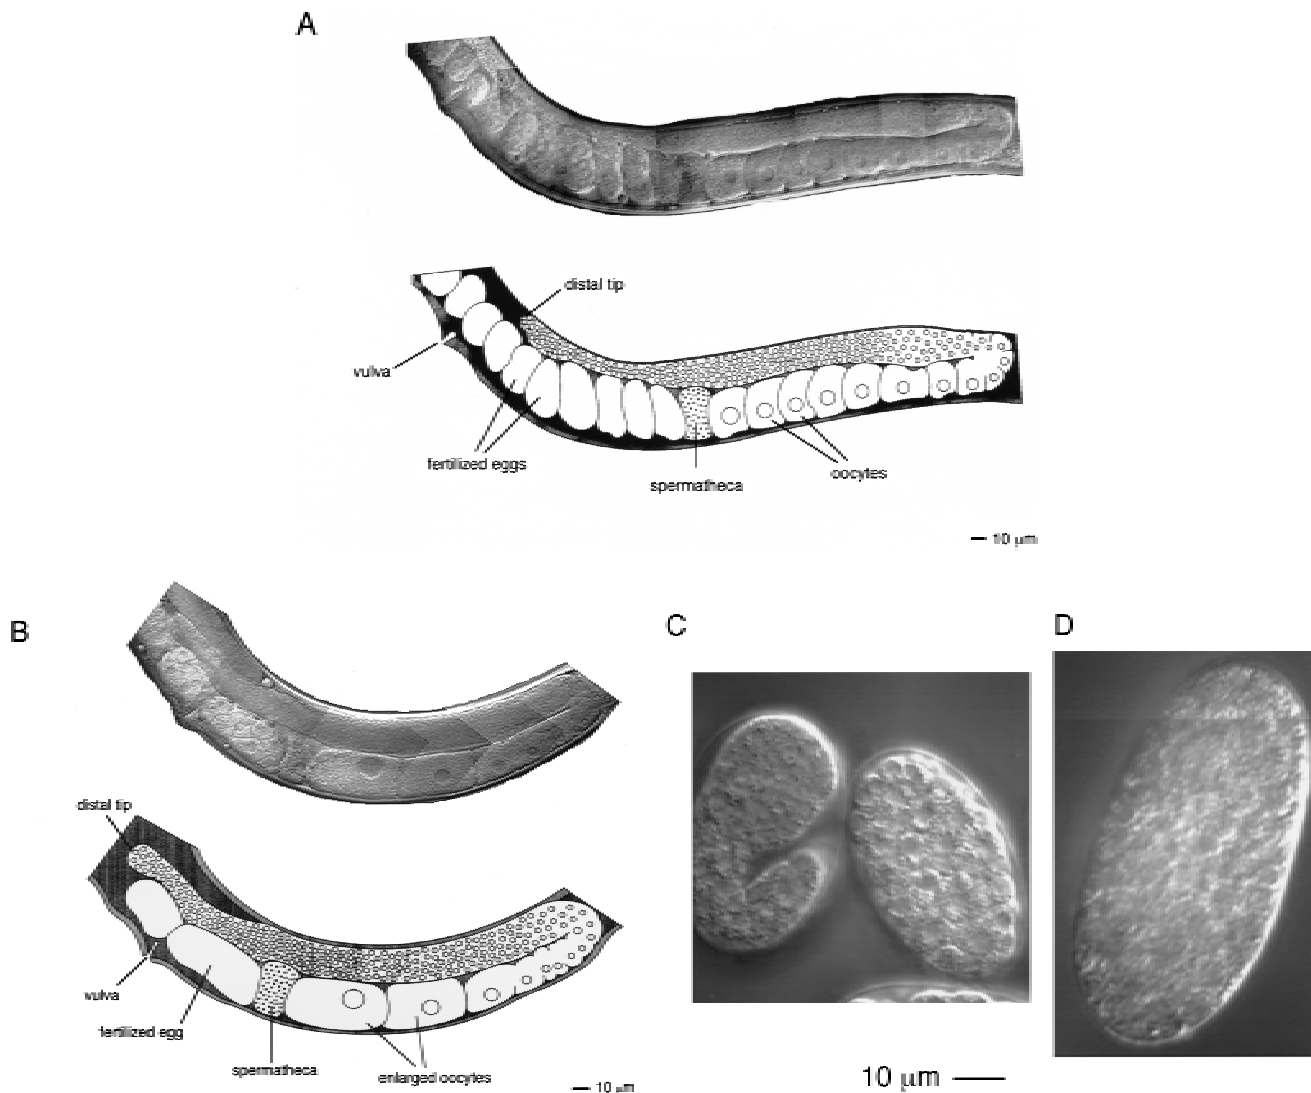 A
distal tip
vulva
fertilized eggs
oocytes
spermatheca
10 μm
B
C
D
distal tip
vulva
fertilized egg
spermatheca
enlarged oocytes
10 μm
10 μm